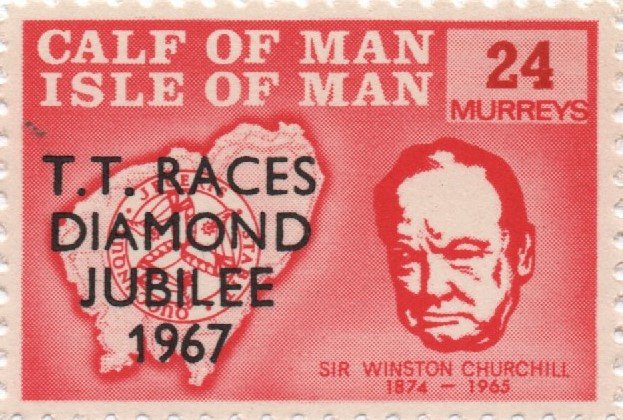 CALF OF MAN
ISLE OF MAN
24
MURREYS
T.T. RACES
DIAMOND
JUBILEE
1967
SIR WINSTON CHURCHILL
1874 – 1965